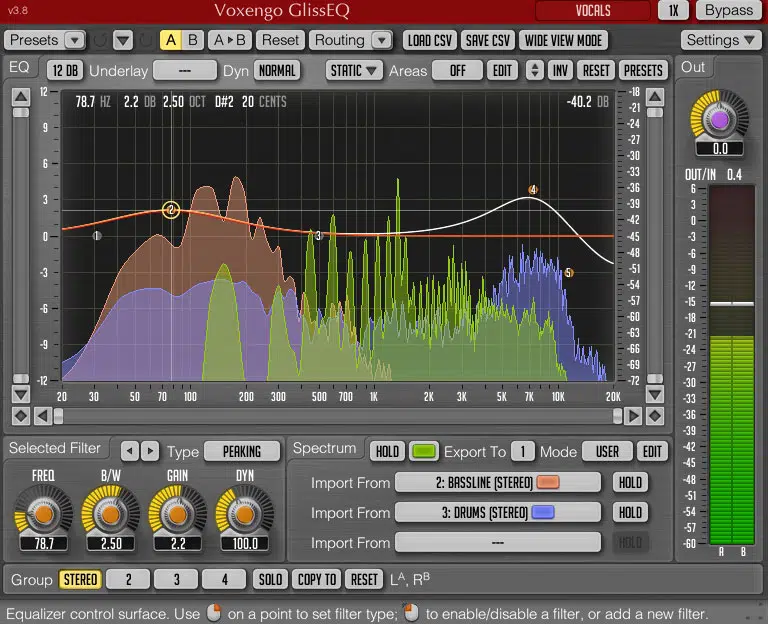 v3.8 Voxengo GlissEQ VOCALS 1X Bypass
Presets A B A▸B Reset Routing LOAD CSV SAVE CSV WIDE VIEW MODE Settings
EQ 12 DB Underlay --- Dyn NORMAL STATIC Areas OFF EDIT INV RESET PRESETS Out
78.7 HZ 2.2 DB 2.50 OCT D#2 20 CENTS -40.2 DB
12 9 6 3 0 -3 -6 -9 -12
1 2 3 4 5
-18 -21 -24 -27 -30 -33 -36 -39 -42 -45 -48 -51 -54 -57 -60 -63 -66 -69 -72
20 30 50 70 100 200 300 500 700 1K 2K 3K 5K 7K 10K 20K
0.0
OUT/IN 0.4
6 3 0 -3 -6 -9 -12 -15 -18 -21 -24 -27 -30 -33 -36 -39 -42 -45 -48 -51 -54 -57 -60
A B
Selected Filter Type PEAKING
FREQ B/W GAIN DYN
78.7 2.50 2.2 100.0
Spectrum HOLD Export To 1 Mode USER EDIT
Import From 2: BASSLINE (STEREO) HOLD
Import From 3: DRUMS (STEREO) HOLD
Import From --- HOLD
Group STEREO 2 3 4 SOLO COPY TO RESET Lᴬ, Rᴮ
Equalizer control surface. Use on a point to set filter type; to enable/disable a filter, or add a new filter.